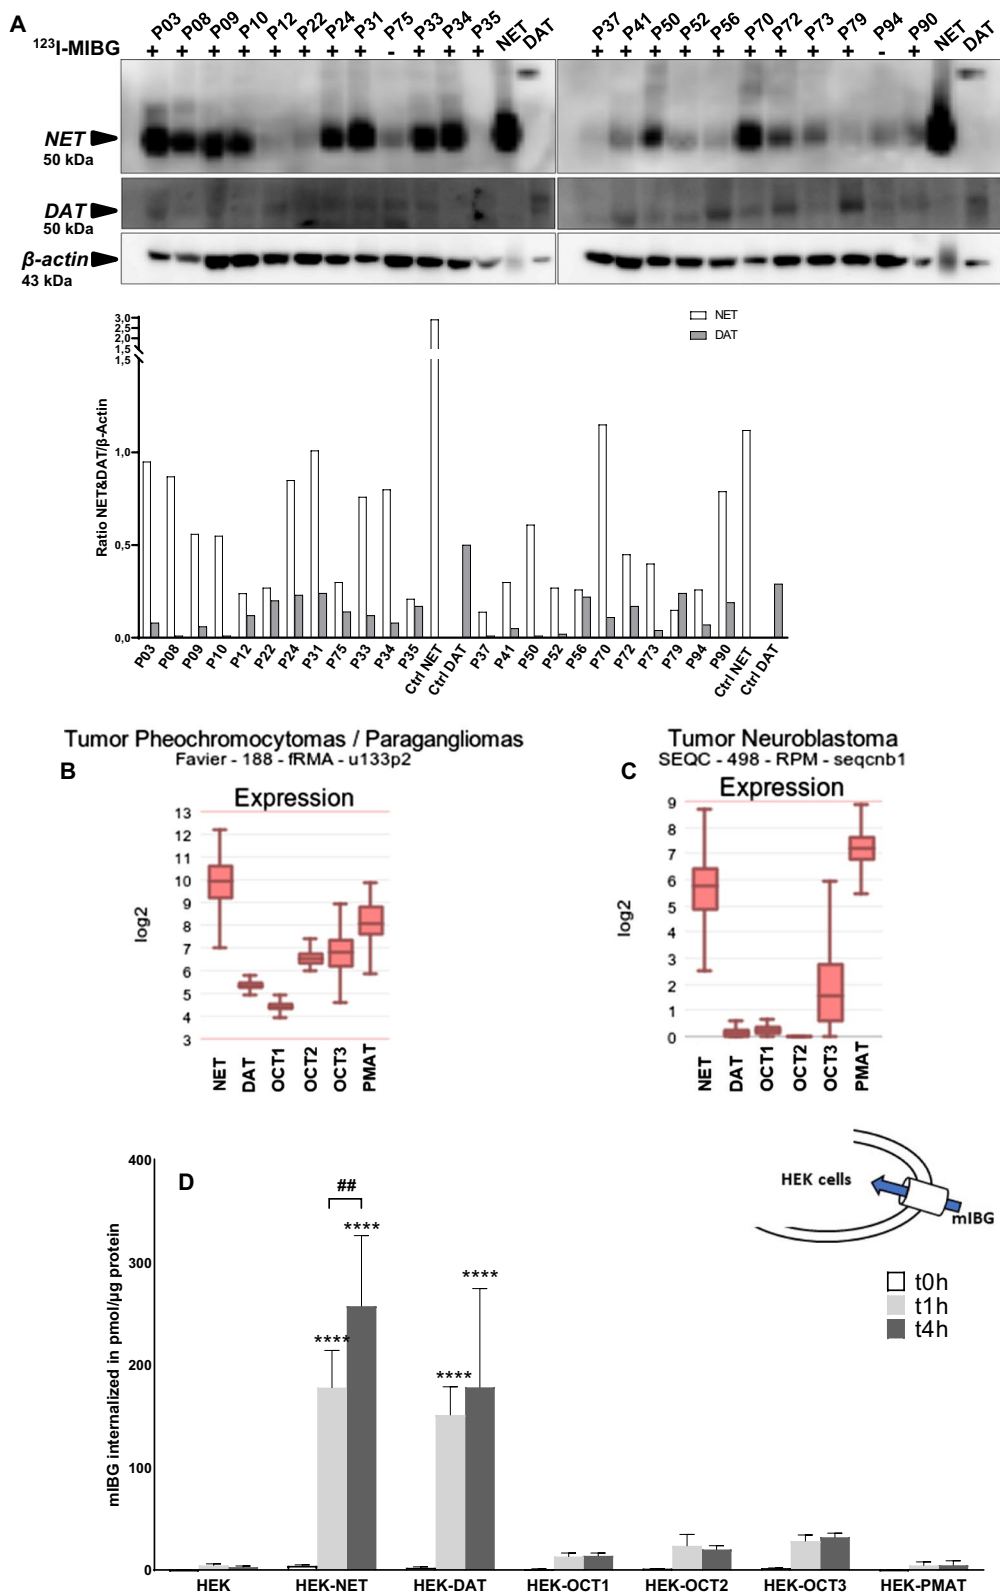 A
P03 P08 P09 P10 P12 P22 P24 P31 P75 P33 P34 P35 NET DAT P37 P41 P50 P52 P56 P70 P72 P73 P79 P94 P90 NET DAT
¹²³I-MIBG + + + + + + + + - + + + + + + + + + + + + - +
NET
50 kDa
DAT
50 kDa
β-actin
43 kDa
3,0
2,5
2,0
1,5
1,5
1,0
0,5
0,0
Ratio NET&DAT/β-Actin
NET
DAT
P03 P08 P09 P10 P12 P22 P24 P31 P75 P33 P34 P35 Ctrl NET Ctrl DAT P37 P41 P50 P52 P56 P70 P72 P73 P79 P94 P90 Ctrl NET Ctrl DAT
Tumor Pheochromocytomas / Paragangliomas
Favier - 188 - fRMA - u133p2
B
Expression
13
12
11
10
9
8
7
6
5
4
3
log2
NET DAT OCT1 OCT2 OCT3 PMAT
Tumor Neuroblastoma
SEQC - 498 - RPM - seqcnb1
C
Expression
9
8
7
6
5
4
3
2
1
0
log2
NET DAT OCT1 OCT2 OCT3 PMAT
D
400
300
200
100
0
mIBG internalized in pmol/µg protein
##
****
****
****
****
HEK cells
mIBG
t0h
t1h
t4h
HEK HEK-NET HEK-DAT HEK-OCT1 HEK-OCT2 HEK-OCT3 HEK-PMAT